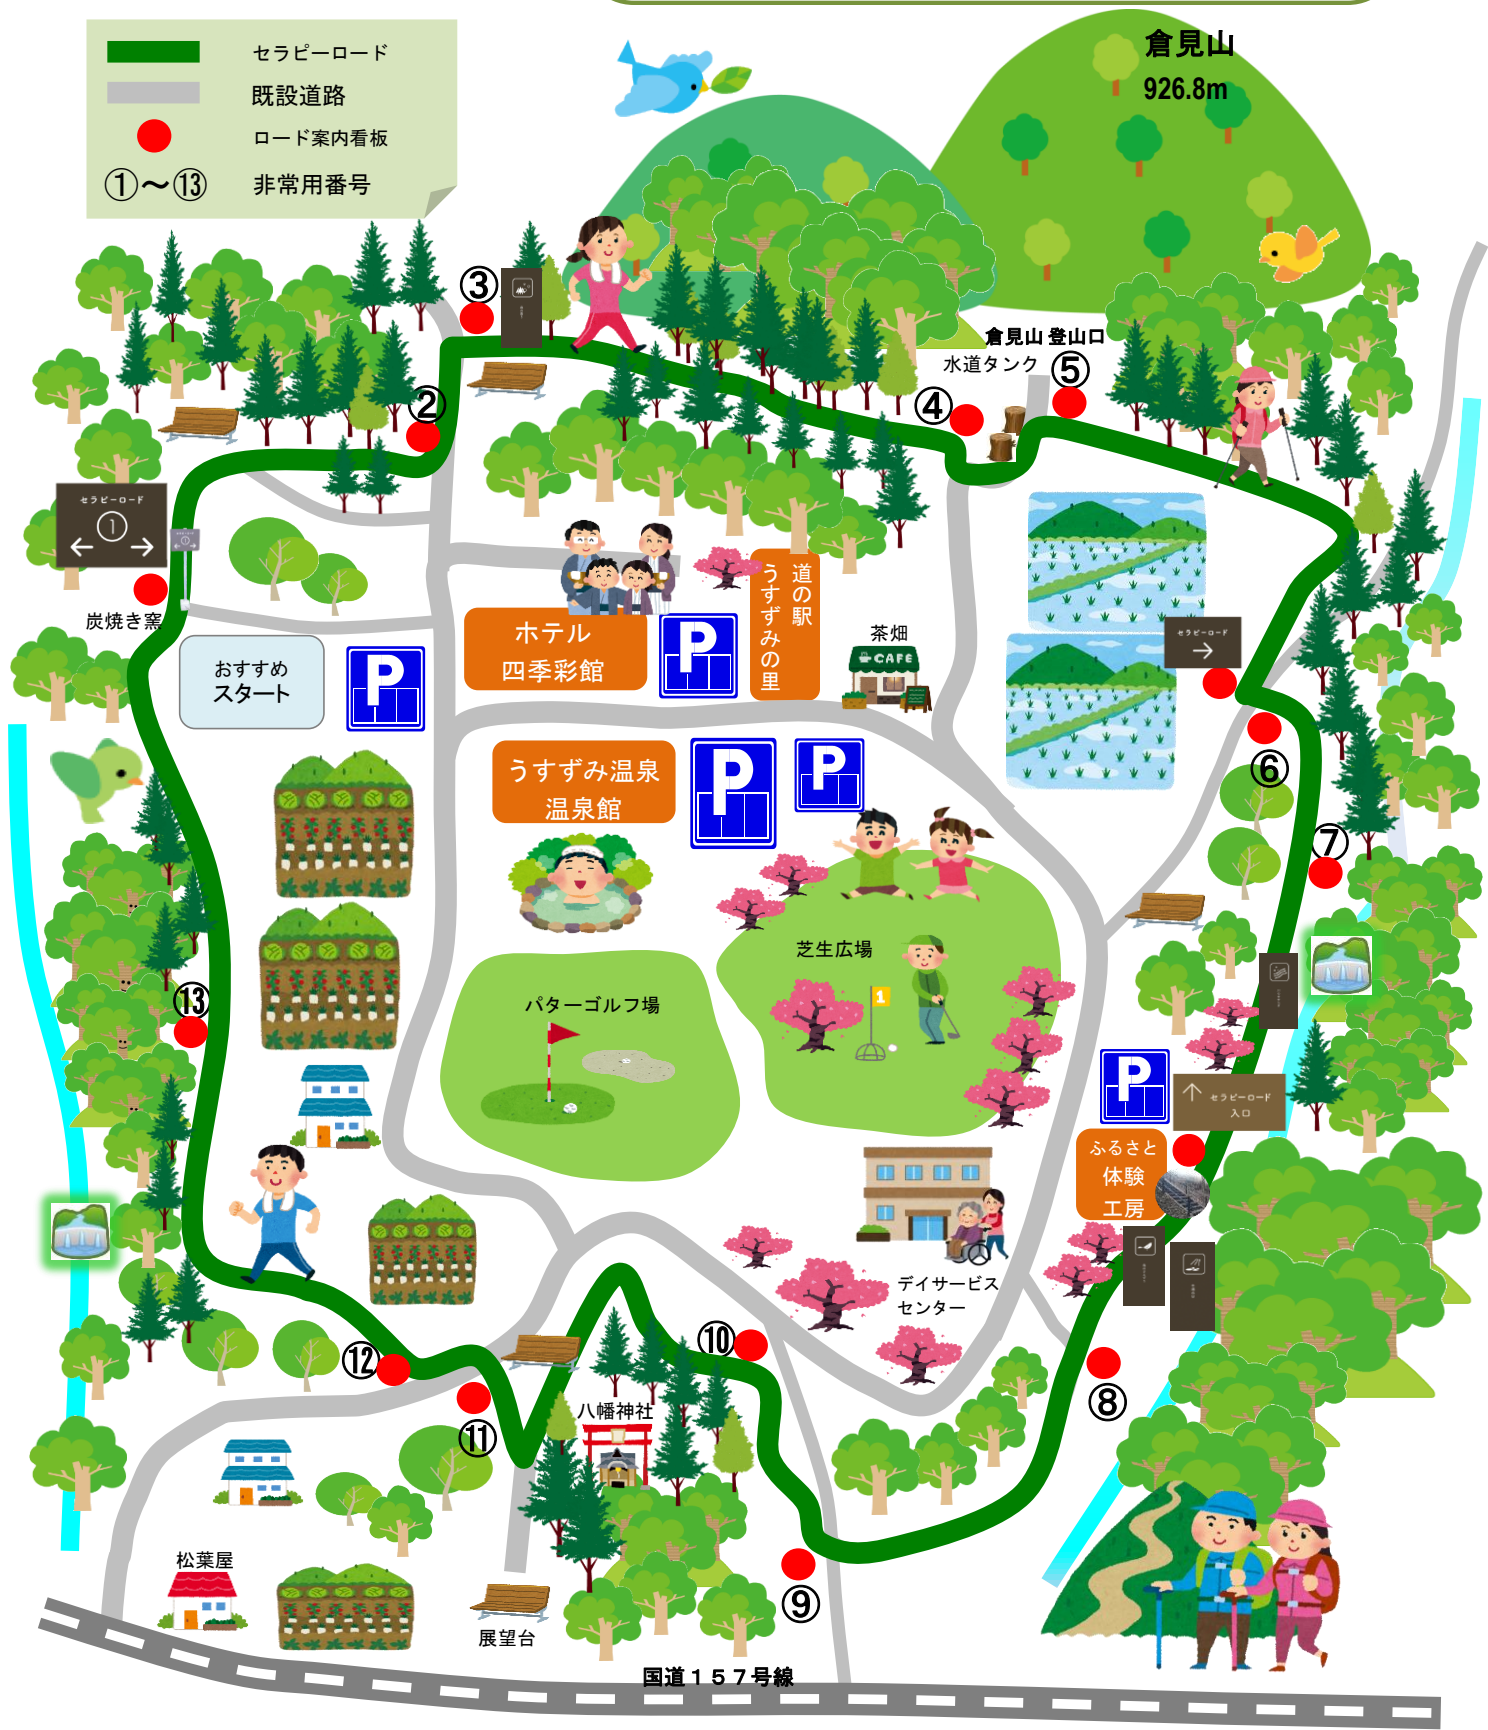 セラピーロード
既設道路
ロード案内看板
①～⑬
非常用番号
倉見山
926.8m
③
②
倉見山 登山口
水道タンク
⑤
④
セラピーロード
①
炭焼き窯
おすすめ
スタート
P
ホテル
四季彩館
P
道の駅
うすずみの里
茶畑
CAFE
セラピーロード
うすずみ温泉
温泉館
P
P
⑥
⑦
芝生広場
1
パターゴルフ場
⑬
P
セラピーロード
入口
ふるさと
体験
工房
デイサービス
センター
⑩
⑫
⑧
八幡神社
⑪
松葉屋
展望台
⑨
国道１５７号線